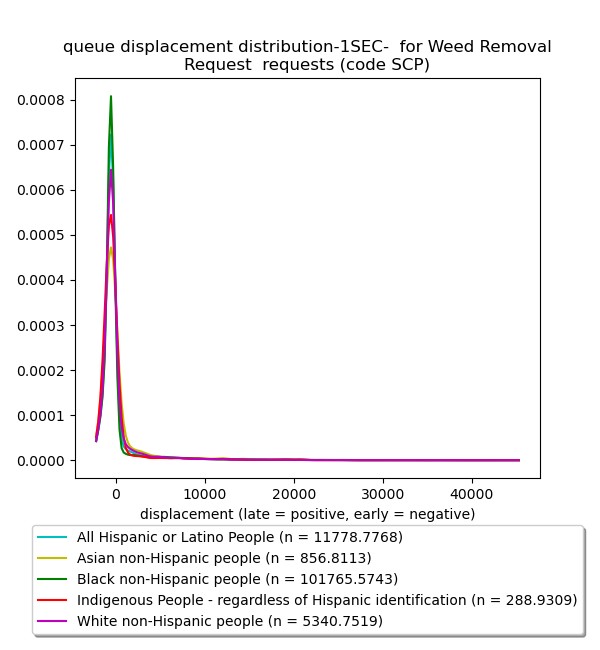 queue displacement distribution-1SEC-  for Weed Removal
Request  requests (code SCP)
0.0008
0.0007
0.0006
0.0005
0.0004
0.0003
0.0002
0.0001
0.0000
0 10000 20000 30000 40000
displacement (late = positive, early = negative)
All Hispanic or Latino People (n = 11778.7768)
Asian non-Hispanic people (n = 856.8113)
Black non-Hispanic people (n = 101765.5743)
Indigenous People - regardless of Hispanic identification (n = 288.9309)
White non-Hispanic people (n = 5340.7519)